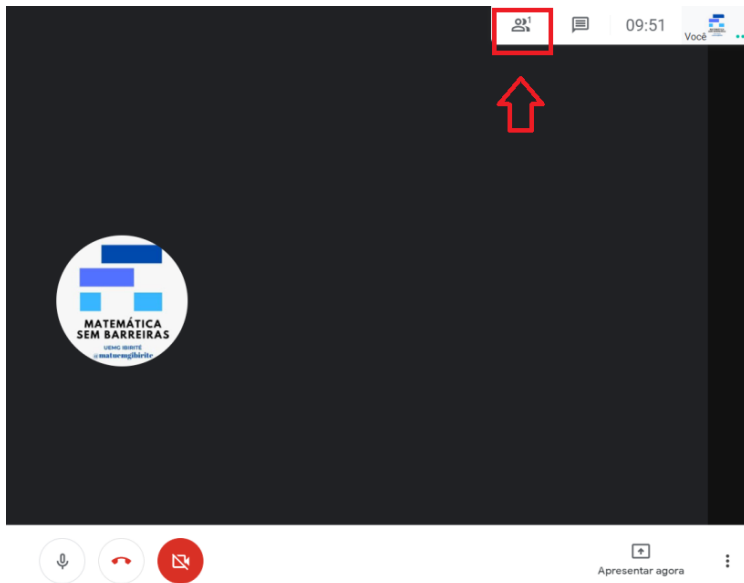 1
09:51
Você
MATEMÁTICA
SEM BARREIRAS
UEMG IBIRITÉ
@matuemgibirite
Apresentar agora